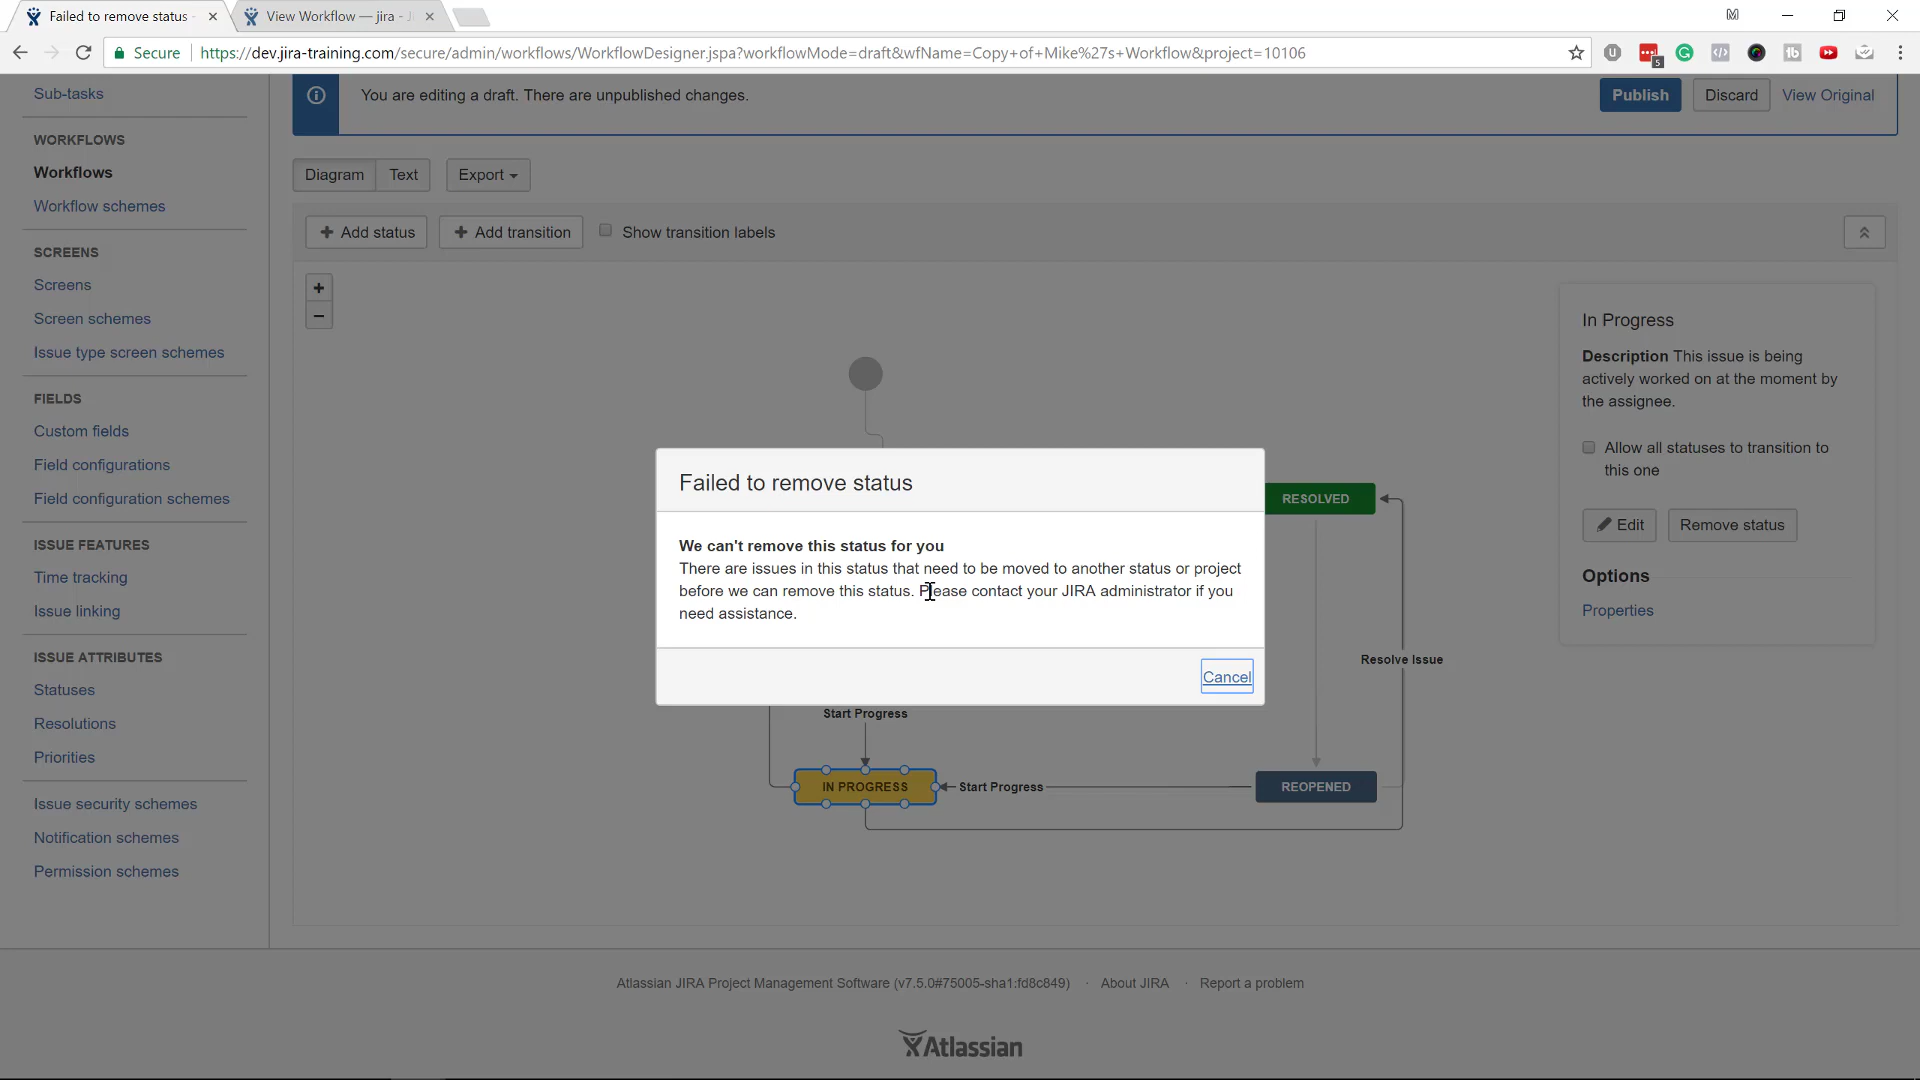 Failed to remove status
View Workflow — jira - J
Secure
https://dev.jira-training.com/secure/admin/workflows/WorkflowDesigner.jspa?workflowMode=draft&wfName=Copy+of+Mike%27s+Workflow&project=10106
5
Sub-tasks
WORKFLOWS
Workflows
Workflow schemes
SCREENS
Screens
Screen schemes
Issue type screen schemes
FIELDS
Custom fields
Field configurations
Field configuration schemes
ISSUE FEATURES
Time tracking
Issue linking
ISSUE ATTRIBUTES
Statuses
Resolutions
Priorities
Issue security schemes
Notification schemes
Permission schemes
You are editing a draft. There are unpublished changes.
Publish
Discard
View Original
Diagram
Text
Export
+ Add status
+ Add transition
Show transition labels
+
−
Failed to remove status
We can't remove this status for you
There are issues in this status that need to be moved to another status or project
before we can remove this status. Please contact your JIRA administrator if you
need assistance.
Cancel
RESOLVED
Resolve Issue
Start Progress
IN PROGRESS
Start Progress
REOPENED
In Progress
Description This issue is being
actively worked on at the moment by
the assignee.
Allow all statuses to transition to
this one
Edit
Remove status
Options
Properties
Atlassian JIRA Project Management Software (v7.5.0#75005-sha1:fd8c849) · About JIRA · Report a problem
Atlassian